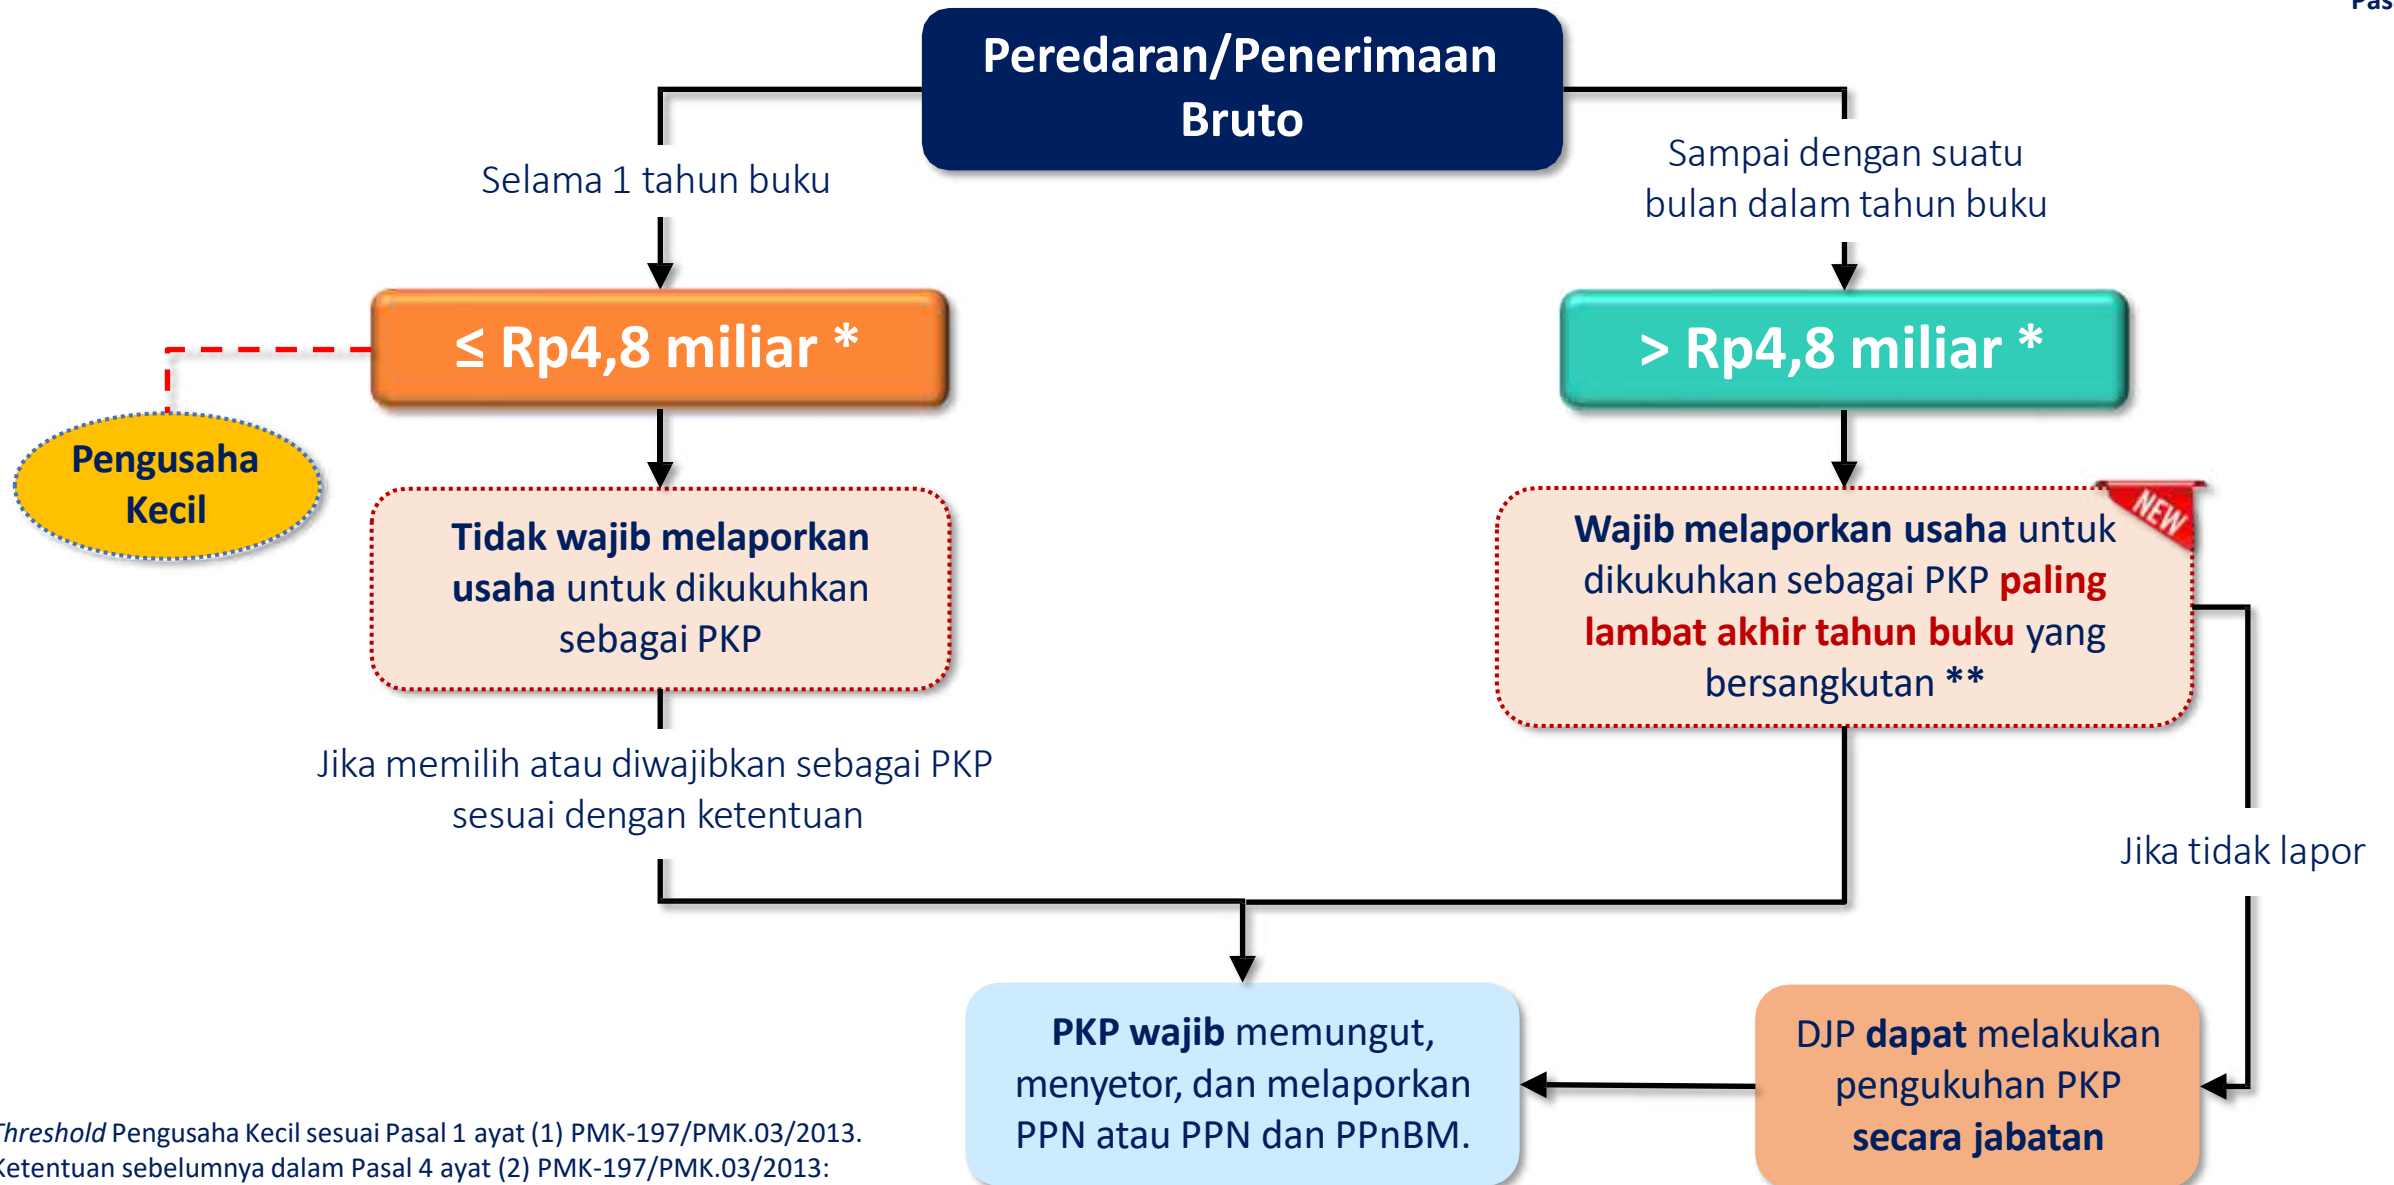 Pas
Peredaran/Penerimaan
Bruto
Selama 1 tahun buku
Sampai dengan suatu
bulan dalam tahun buku
≤ Rp4,8 miliar *
> Rp4,8 miliar *
Pengusaha
Kecil
Tidak wajib melaporkan
usaha untuk dikukuhkan
sebagai PKP
NEW
Wajib melaporkan usaha untuk
dikukuhkan sebagai PKP paling
lambat akhir tahun buku yang
bersangkutan **
Jika memilih atau diwajibkan sebagai PKP
sesuai dengan ketentuan
Jika tidak lapor
PKP wajib memungut,
menyetor, dan melaporkan
PPN atau PPN dan PPnBM.
DJP dapat melakukan
pengukuhan PKP
secara jabatan
Threshold Pengusaha Kecil sesuai Pasal 1 ayat (1) PMK-197/PMK.03/2013.
Ketentuan sebelumnya dalam Pasal 4 ayat (2) PMK-197/PMK.03/2013: